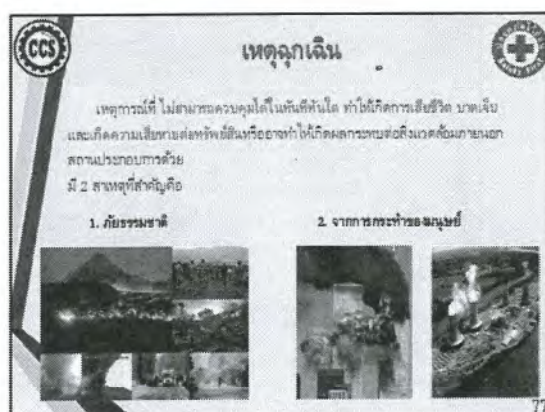 CCS
เหตุฉุกเฉิน
เหตุการณ์ที่ ไม่สามารถควบคุมได้ในทันทีทันใด ทำให้เกิดการเสียชีวิต บาดเจ็บ
และเกิดความเสียหายต่อทรัพย์สินหรืออาจทำให้เกิดผลกระทบต่อสิ่งแวดล้อมภายนอก
สถานประกอบการด้วย
มี 2 สาเหตุที่สำคัญคือ
1. ภัยธรรมชาติ
2. จากการกระทำของมนุษย์
77